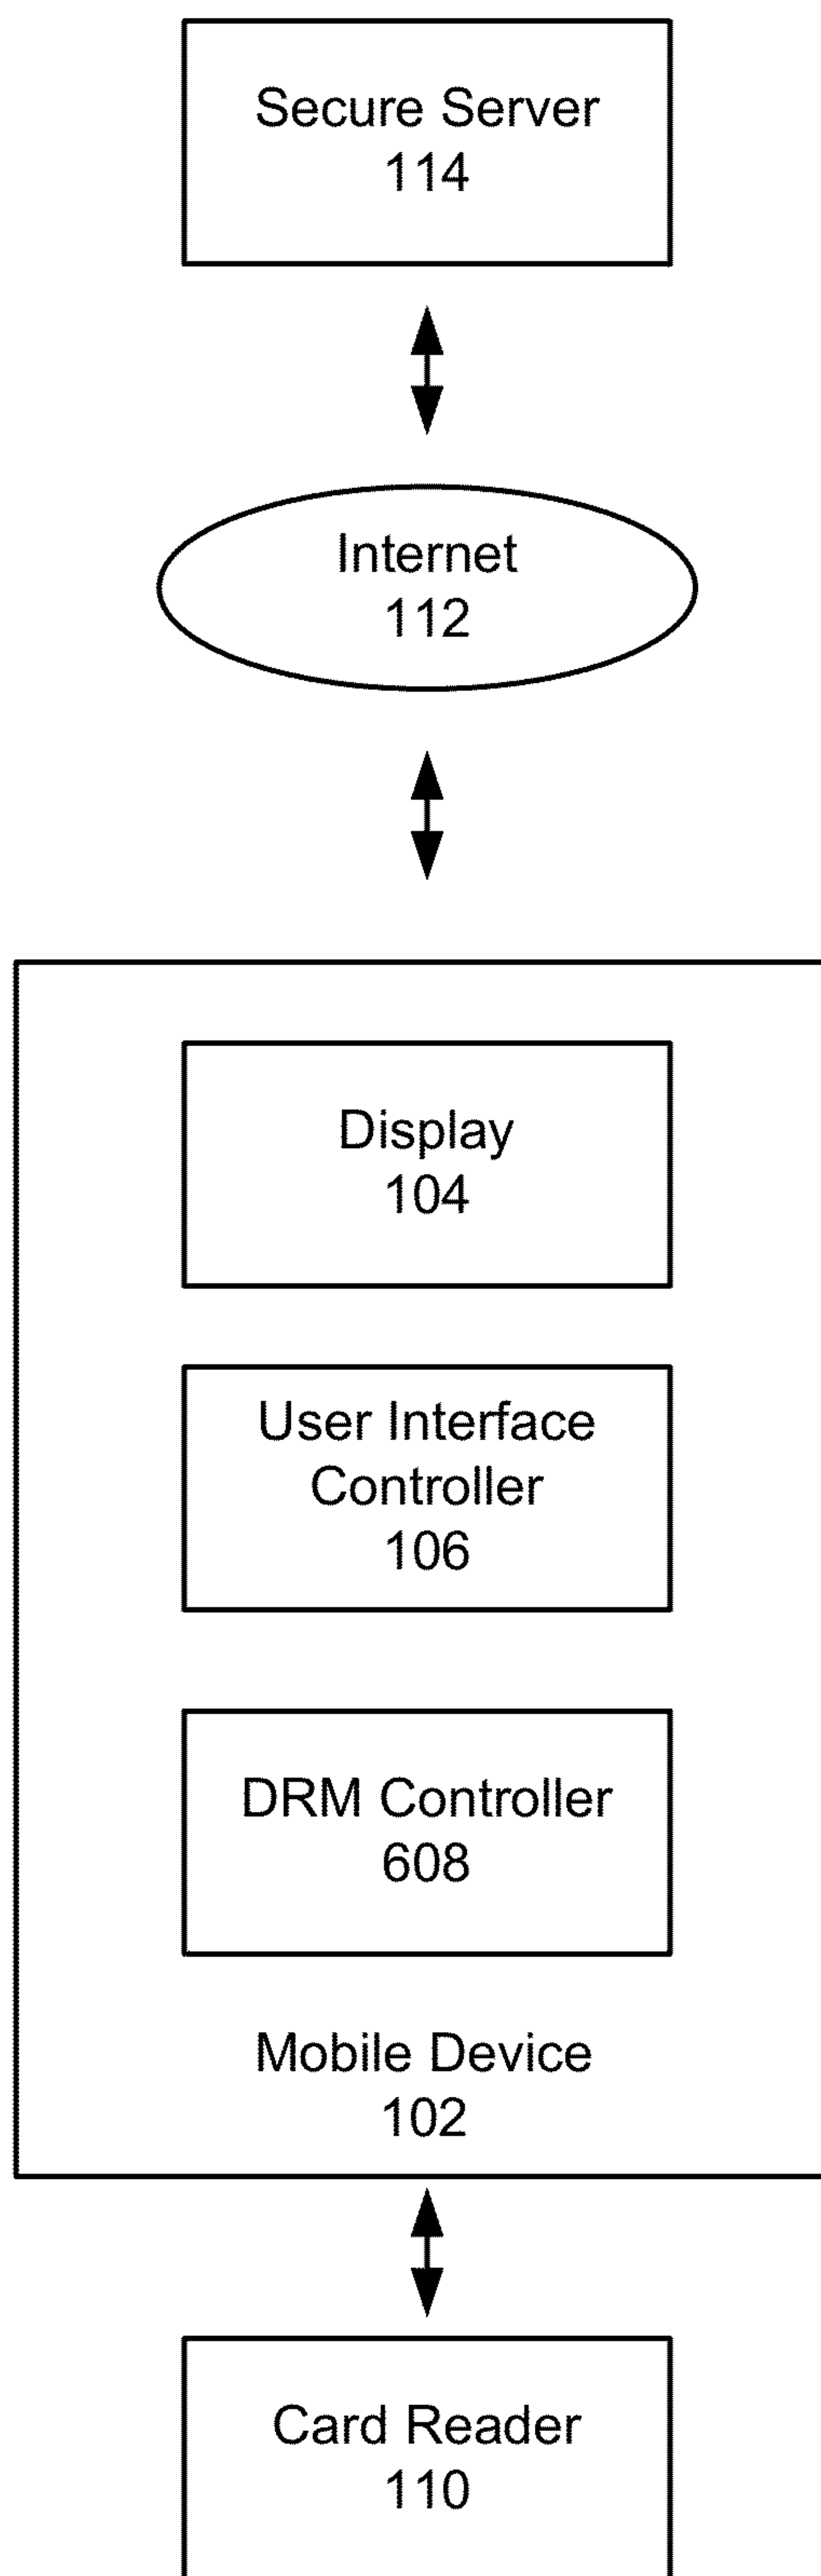 Secure Server
114
Internet
112
Display
104
User Interface
Controller
106
DRM Controller
608
Mobile Device
102
Card Reader
110